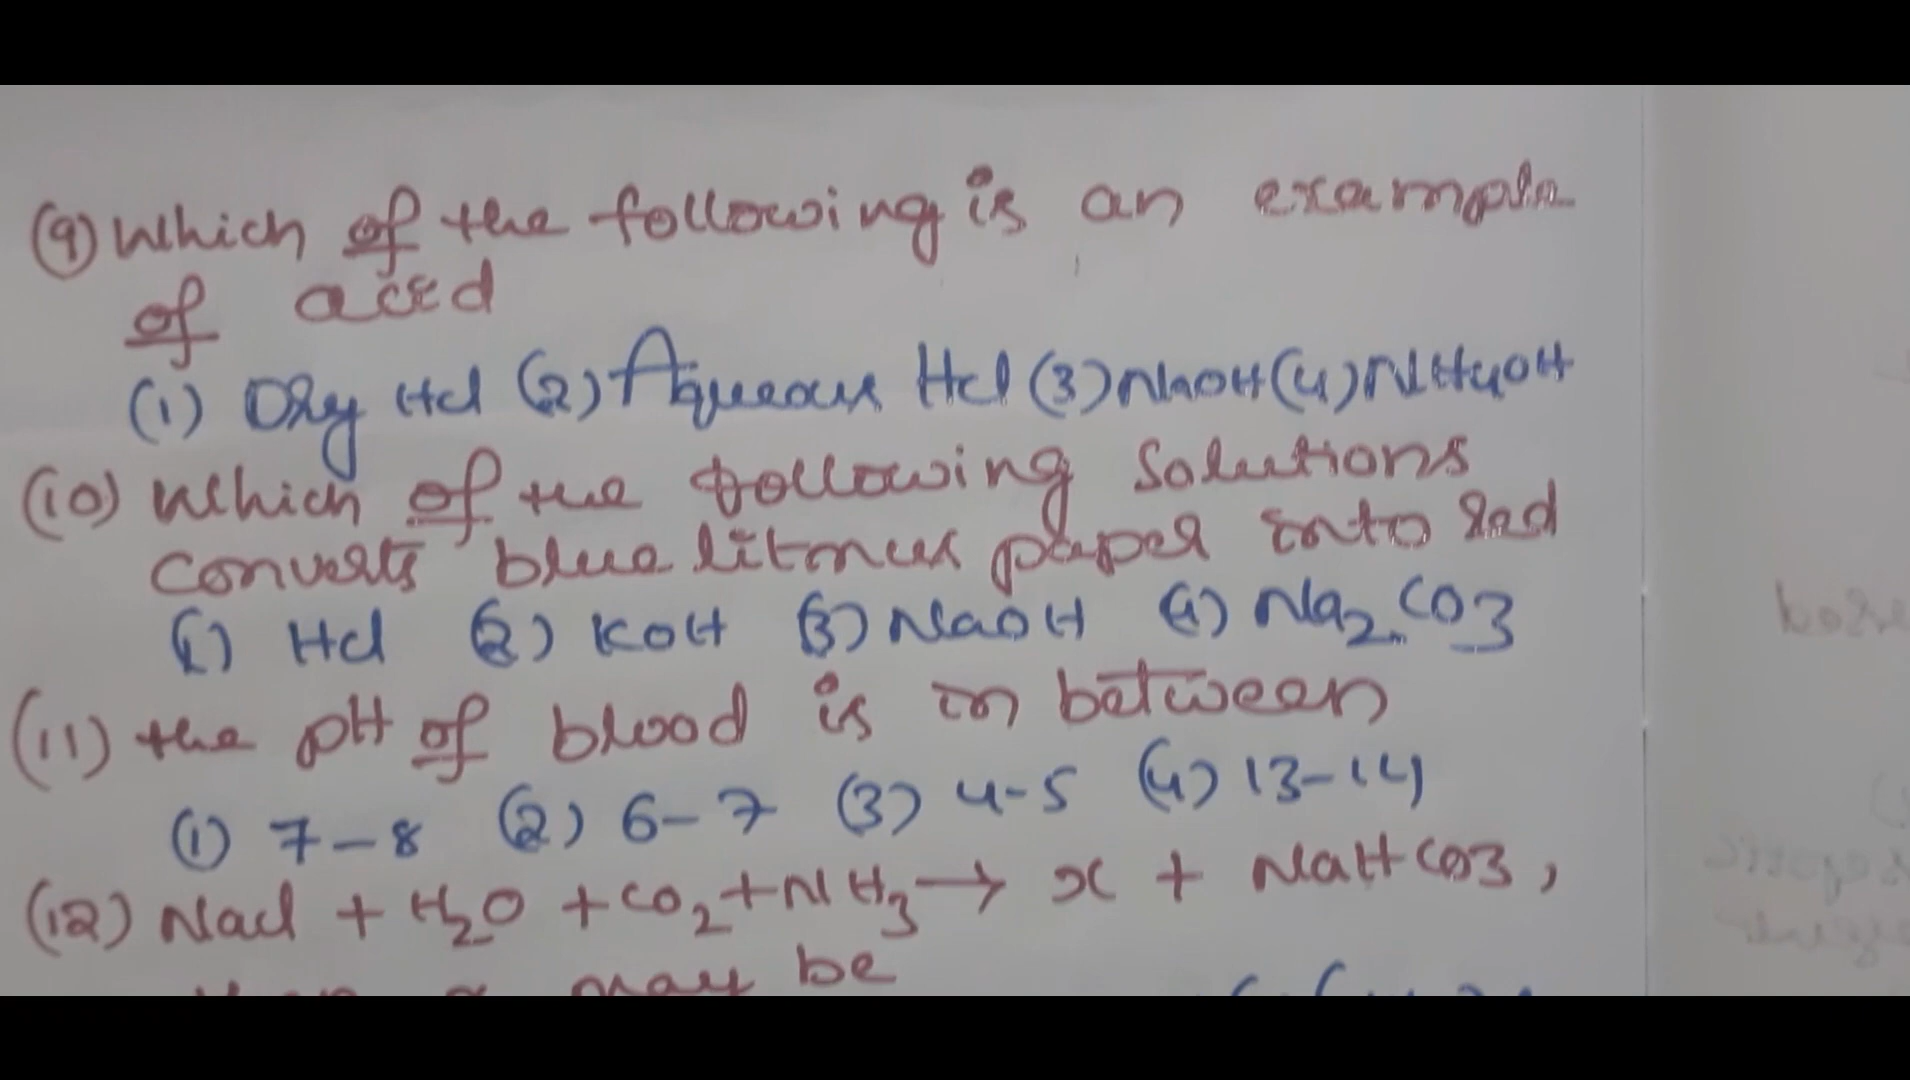 (9) Which of the following is an example
of acid
(1) Dry Hcl (2) Aqueous Hcl (3) NaOH (4) NH4OH
(10) Which of the following Solutions
converts blue litmus paper into red
(1) Hcl (2) KOH (3) NaOH (4) Na2CO3
(11) the pH of blood is in between
(1) 7-8 (2) 6-7 (3) 4-5 (4) 13-14
(12) Nacl + H2O + CO2 + NH3 → x + NaHCO3,
then x may be